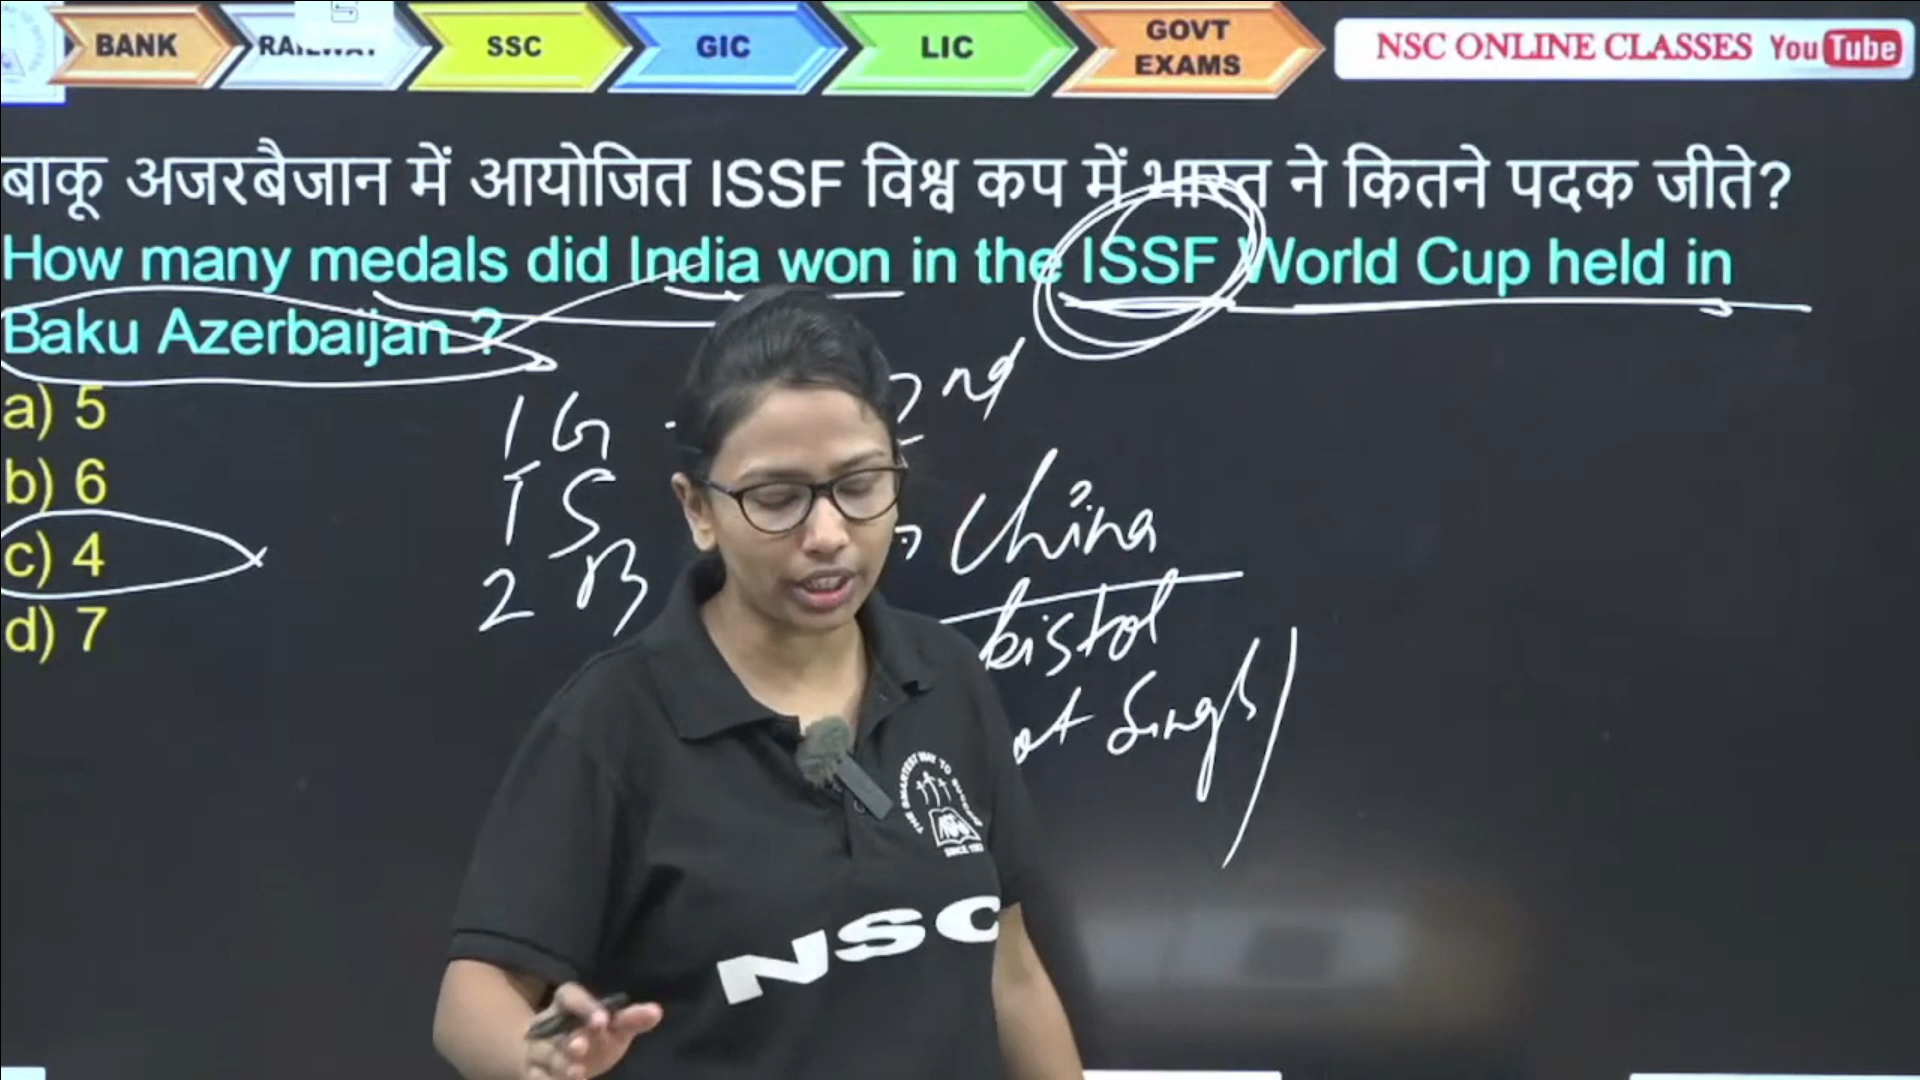 BANK
SSC
GIC
LIC
GOVT
EXAMS
NSC ONLINE CLASSES YouTube
बाकू अजरबैजान में आयोजित ISSF विश्व कप में भारत ने कितने पदक जीते?
How many medals did India won in the ISSF World Cup held in
Baku Azerbaijan ?
a) 5
b) 6
c) 4
d) 7
1 G
1 S
2 B
2nd
China
Singh
NSC